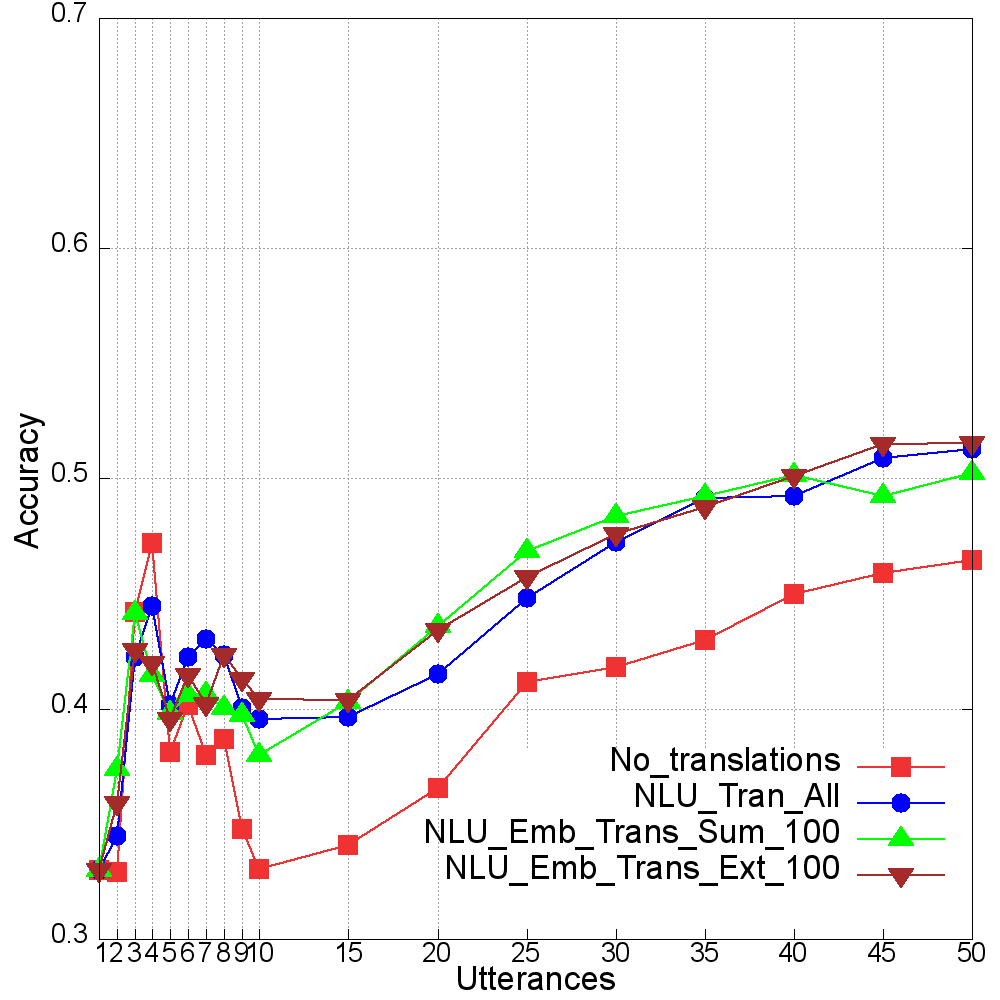 0.7
0.6
0.5
0.4
0.3
Accuracy
No_translations
NLU_Tran_All
NLU_Emb_Trans_Sum_100
NLU_Emb_Trans_Ext_100
1 2 3 4 5 6 7 8 9 10 15 20 25 30 35 40 45 50
Utterances